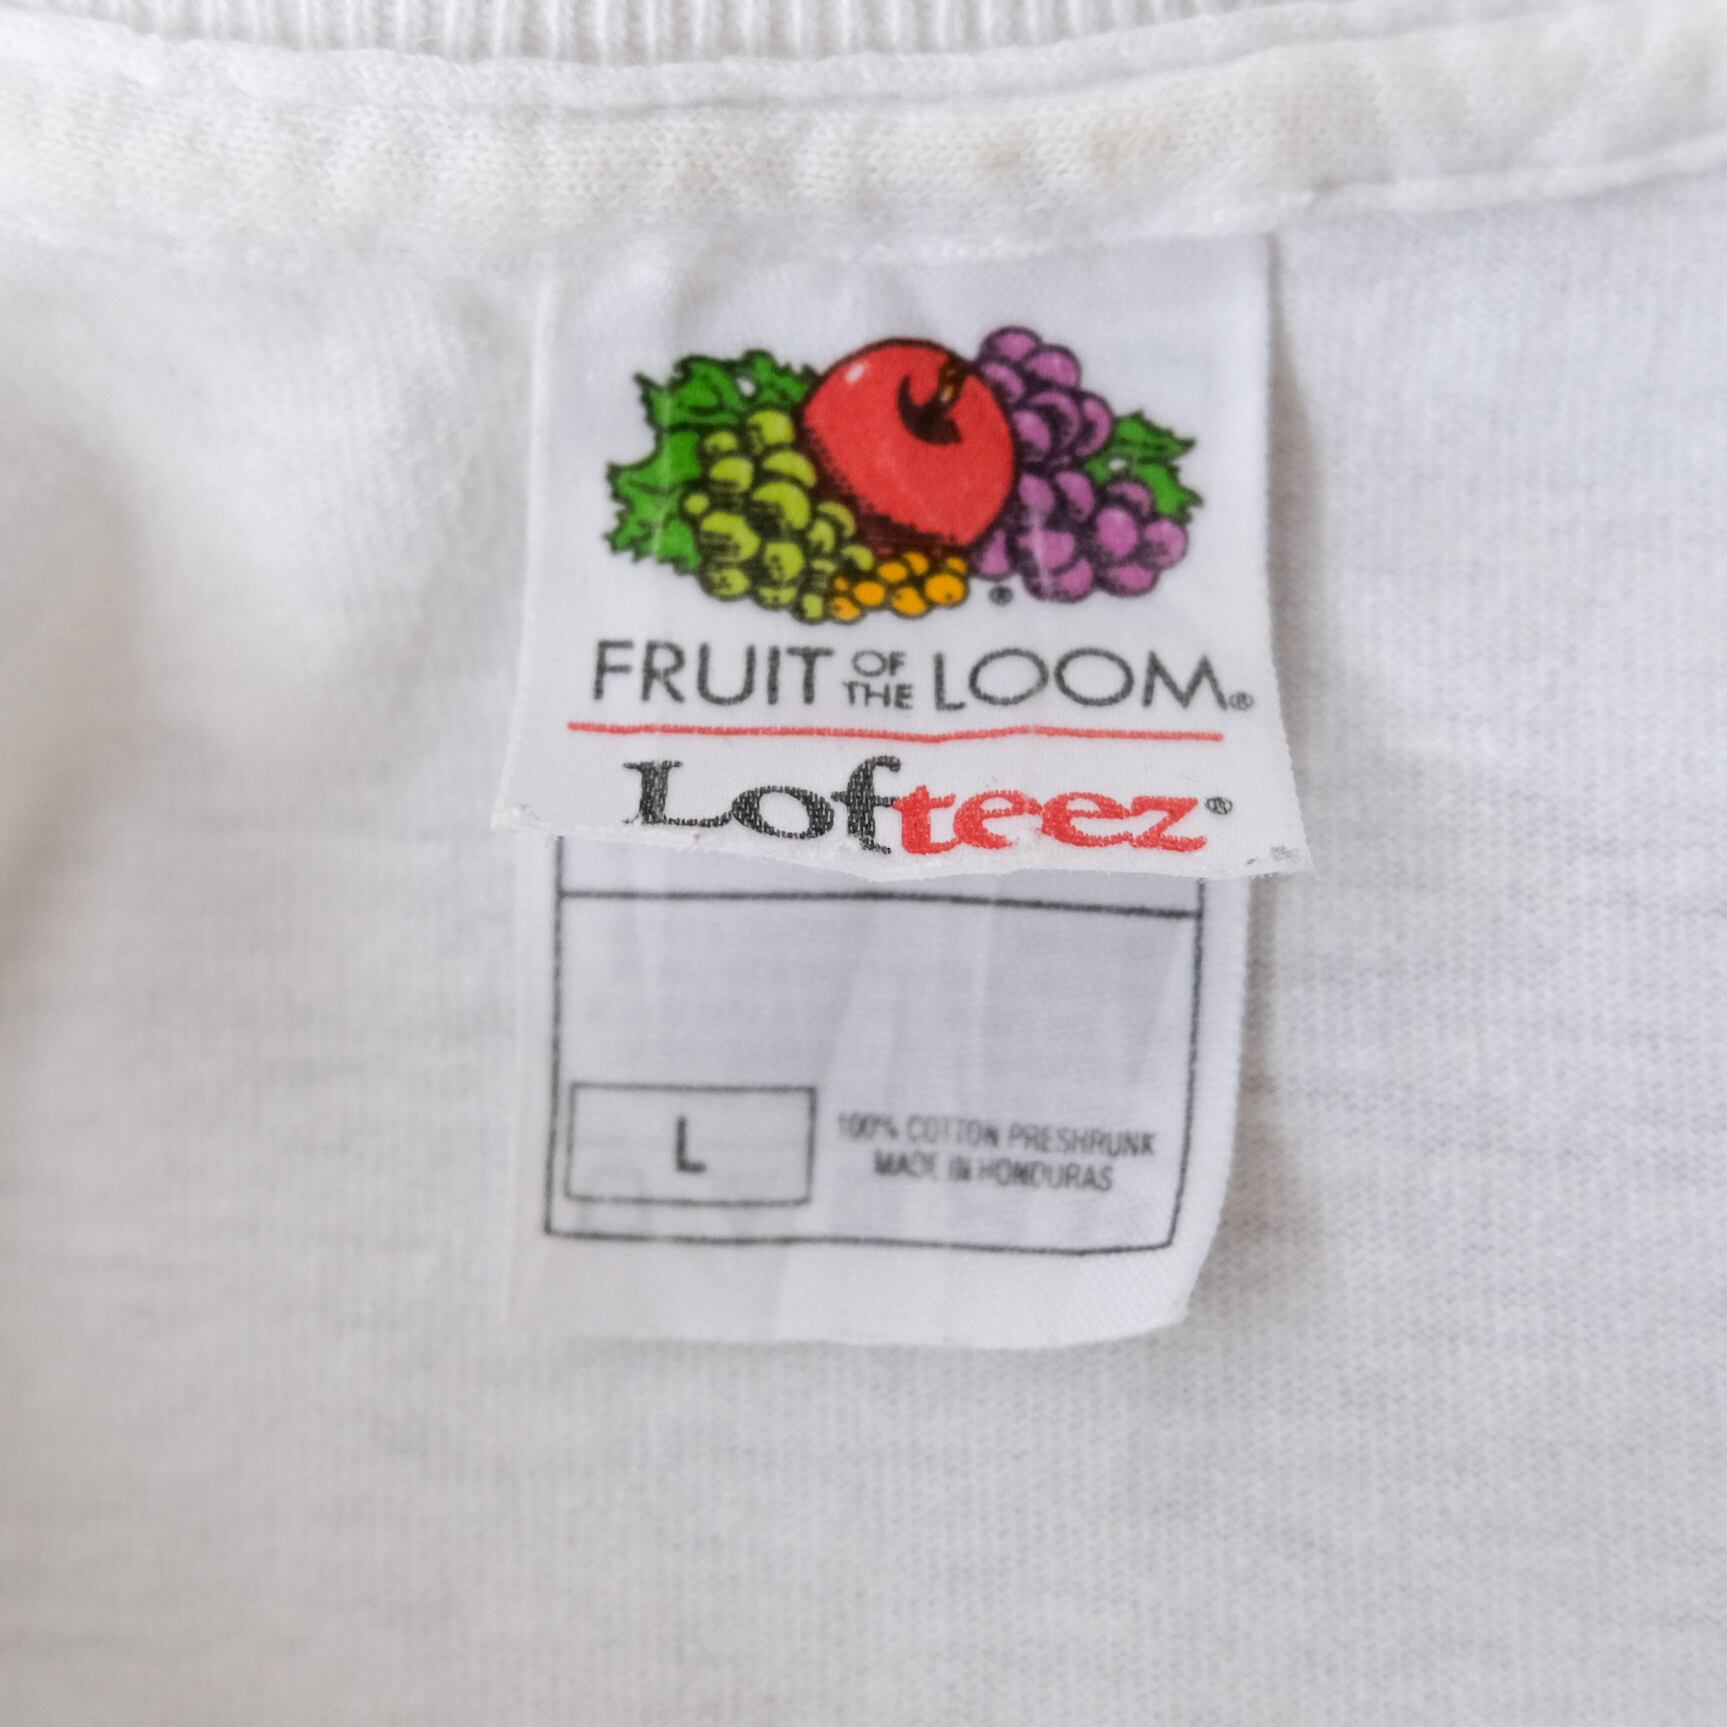 FRUIT OF THE LOOM®
Lofteez®
L
100% COTTON PRESHRUNK
MADE IN HONDURAS